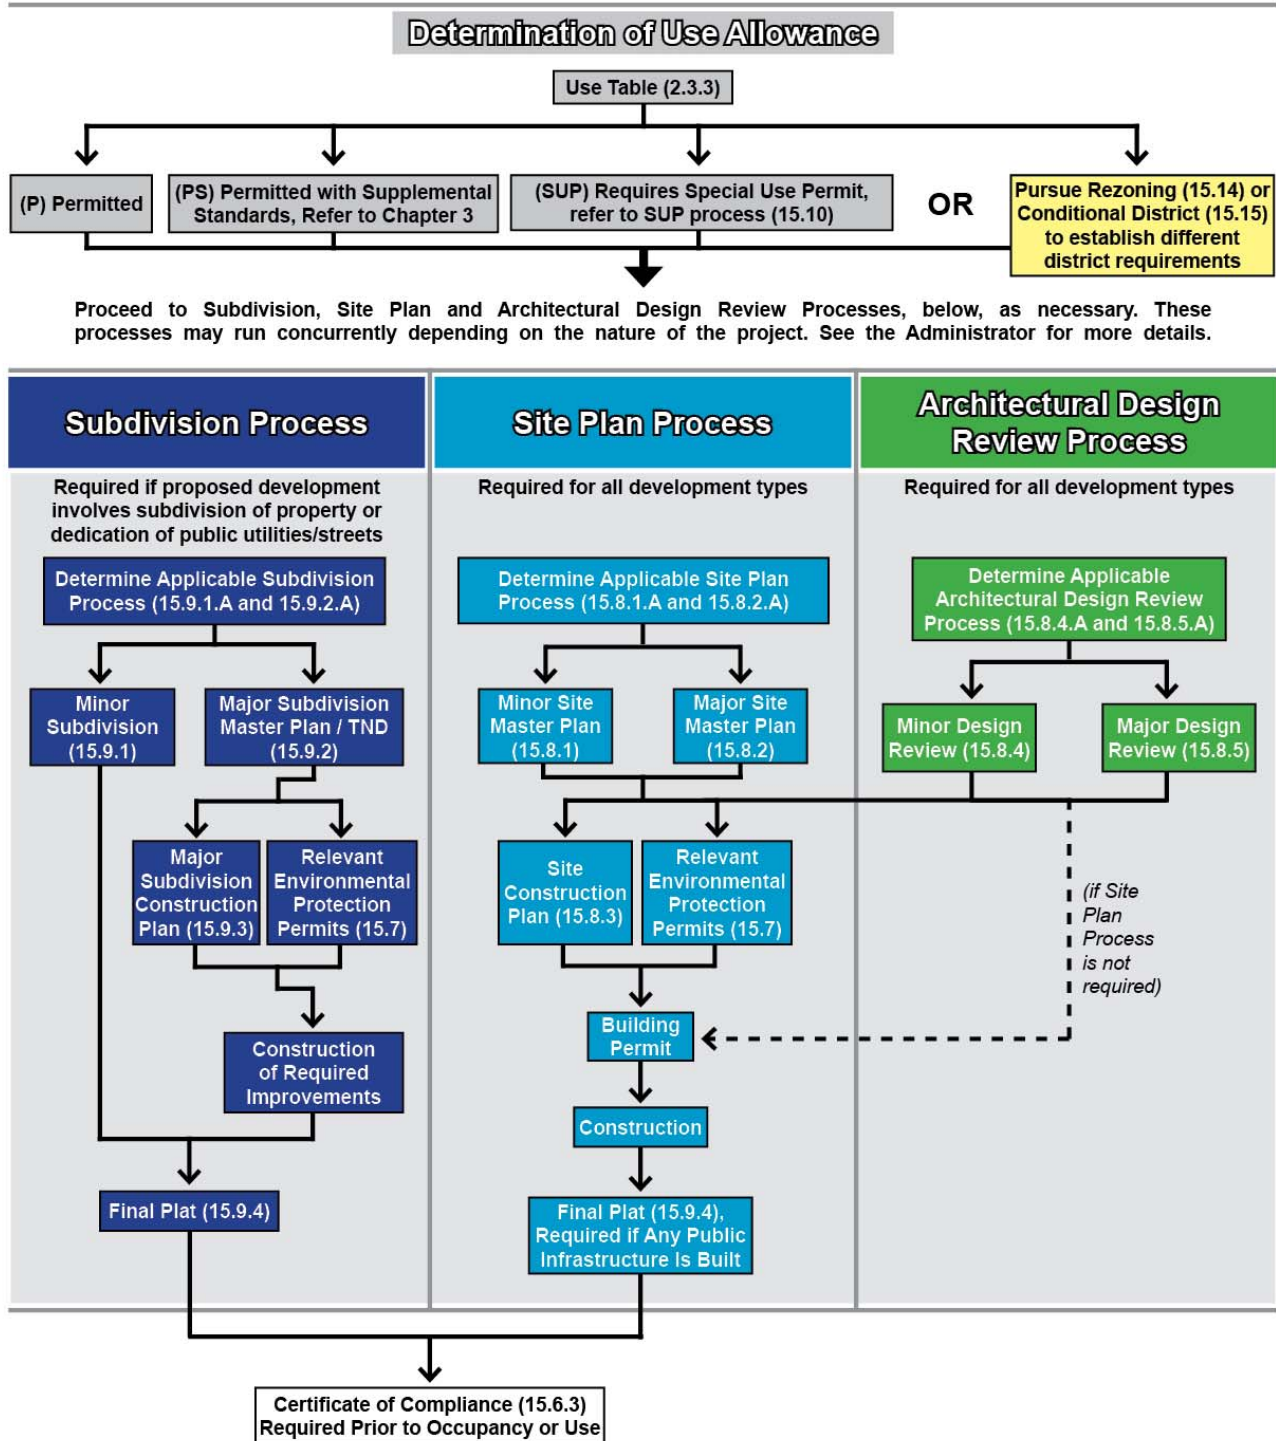 Determination of Use Allowance
Use Table (2.3.3)
(P) Permitted
(PS) Permitted with Supplemental
Standards, Refer to Chapter 3
(SUP) Requires Special Use Permit,
refer to SUP process (15.10)
OR
Pursue Rezoning (15.14) or
Conditional District (15.15)
to establish different
district requirements
Proceed to Subdivision, Site Plan and Architectural Design Review Processes, below, as necessary. These
processes may run concurrently depending on the nature of the project. See the Administrator for more details.
Subdivision Process
Required if proposed development
involves subdivision of property or
dedication of public utilities/streets
Determine Applicable Subdivision
Process (15.9.1.A and 15.9.2.A)
Minor
Subdivision
(15.9.1)
Major Subdivision
Master Plan / TND
(15.9.2)
Major
Subdivision
Construction
Plan (15.9.3)
Relevant
Environmental
Protection
Permits (15.7)
Construction
of Required
Improvements
Final Plat (15.9.4)
Site Plan Process
Required for all development types
Determine Applicable Site Plan
Process (15.8.1.A and 15.8.2.A)
Minor Site
Master Plan
(15.8.1)
Major Site
Master Plan
(15.8.2)
Site
Construction
Plan (15.8.3)
Relevant
Environmental
Protection
Permits (15.7)
Building
Permit
Construction
Final Plat (15.9.4),
Required if Any Public
Infrastructure Is Built
Architectural Design
Review Process
Required for all development types
Determine Applicable
Architectural Design Review
Process (15.8.4.A and 15.8.5.A)
Minor Design
Review (15.8.4)
Major Design
Review (15.8.5)
(if Site
Plan
Process
is not
required)
Certificate of Compliance (15.6.3)
Required Prior to Occupancy or Use